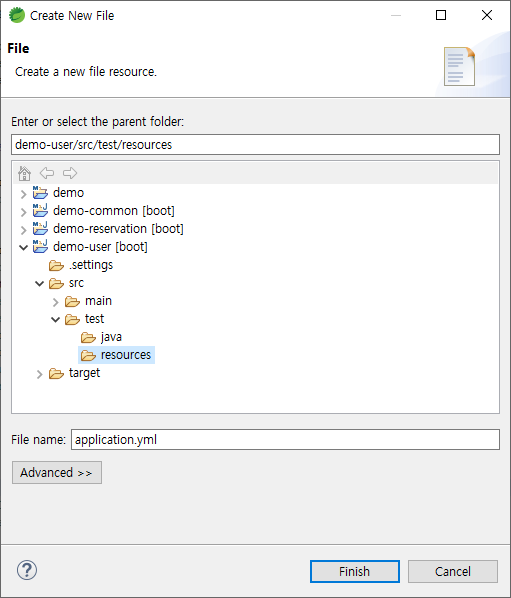 Create New File
File
Create a new file resource.
Enter or select the parent folder:
demo-user/src/test/resources
demo
demo-common [boot]
demo-reservation [boot]
demo-user [boot]
.settings
src
main
test
java
resources
target
File name: application.yml
Advanced >>
Finish Cancel